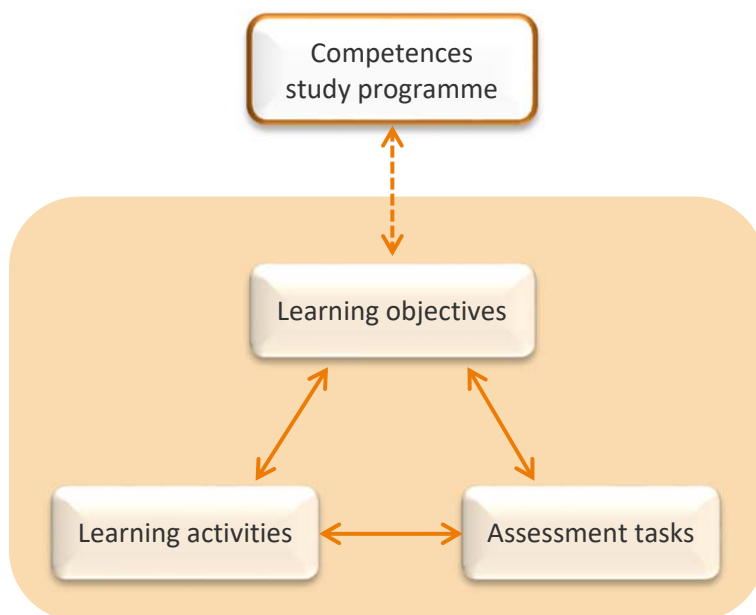 Competences
study programme
Learning objectives
Learning activities
Assessment tasks